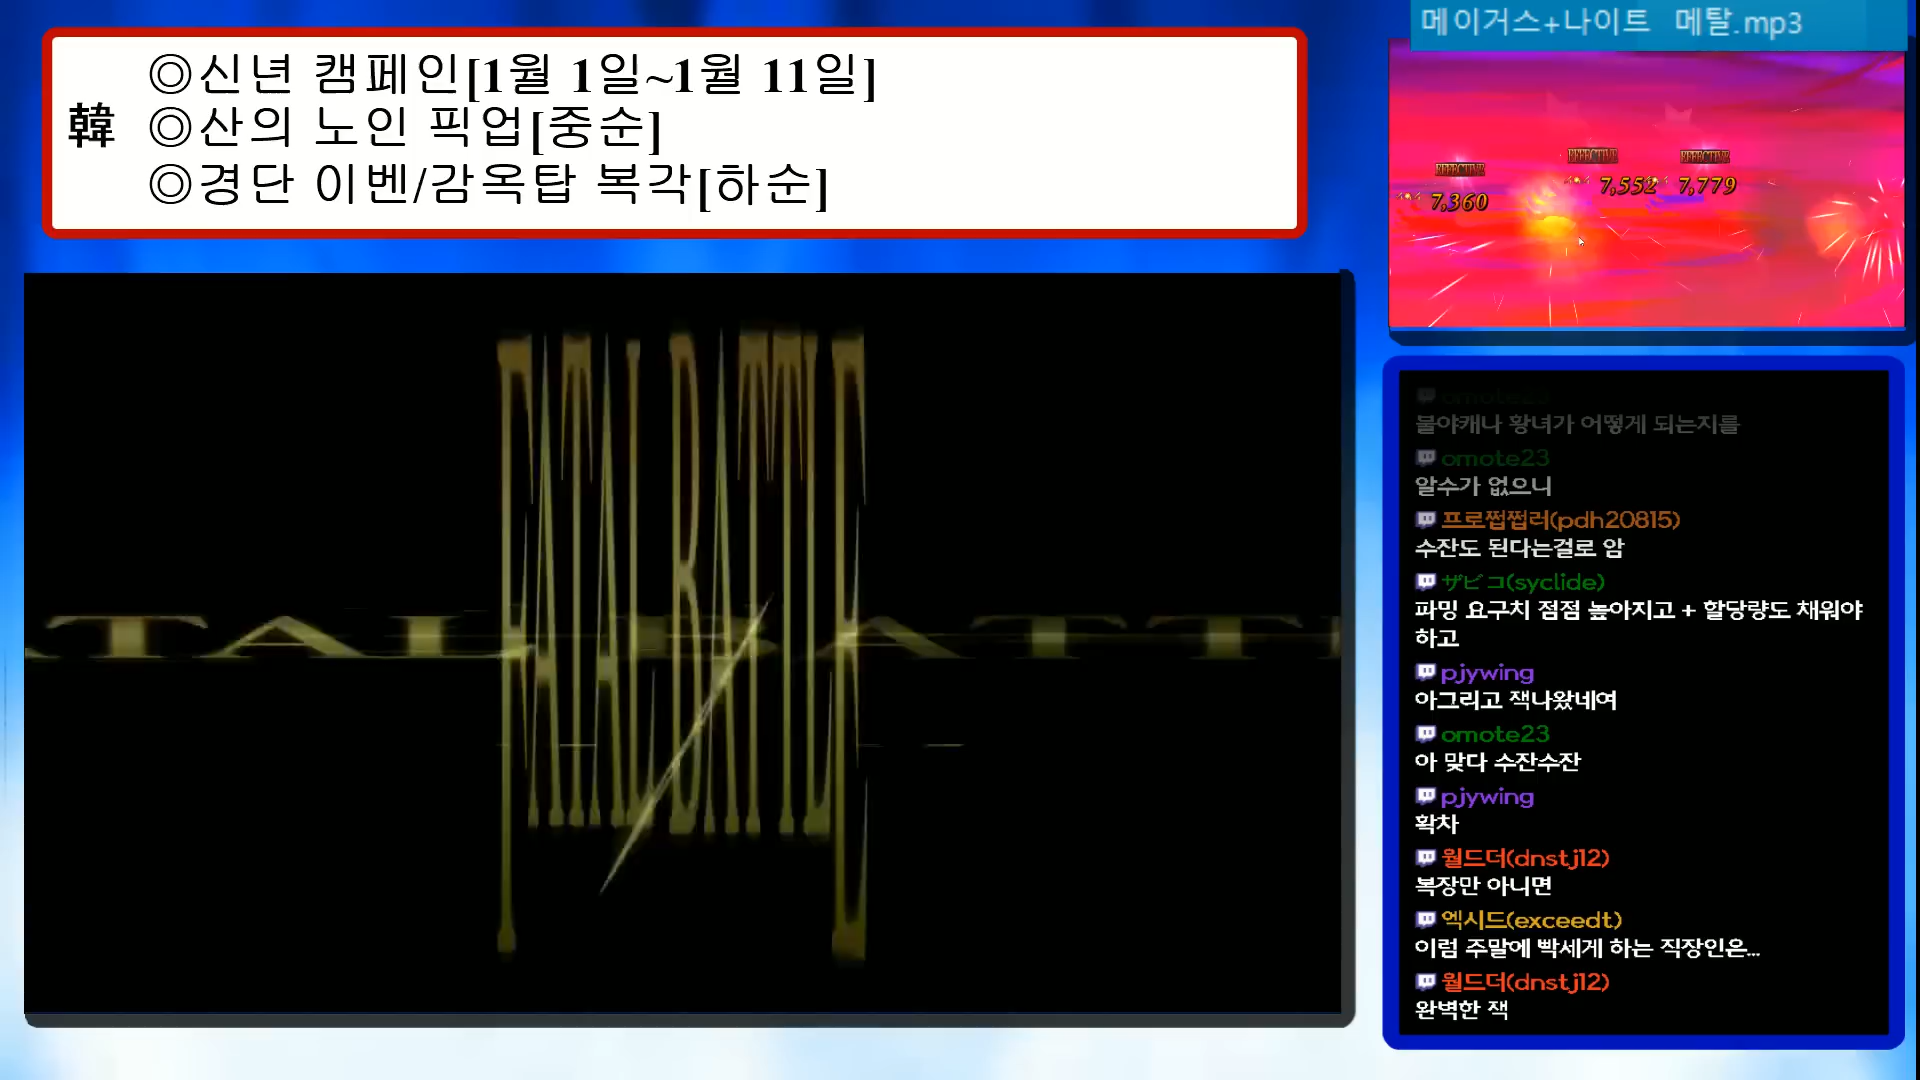 메이거스+나이트 메탈.mp3
◎신년 캠페인[1월 1일~1월 11일]
韓 ◎산의 노인 픽업[중순]
◎경단 이벤/감옥탑 복각[하순]
EFFECTIVE EFFECTIVE EFFECTIVE
7,360 7,552 7,779
FATAL BATTLE
TAL BATTL
omote23
불야캐나 황녀가 어떻게 되는지를
omote23
알수가 없으니
프로쩝쩝러(pdh20815)
수잔도 된다는걸로 암
ザビコ(syclide)
파밍 요구치 점점 높아지고 + 할당량도 채워야
하고
pjywing
아그리고 잭나왔네여
omote23
아 맞다 수잔수잔
pjywing
확차
월드더(dnstj12)
복장만 아니면
엑시드(exceedt)
이럼 주말에 빡세게 하는 직장인은...
월드더(dnstj12)
완벽한 잭